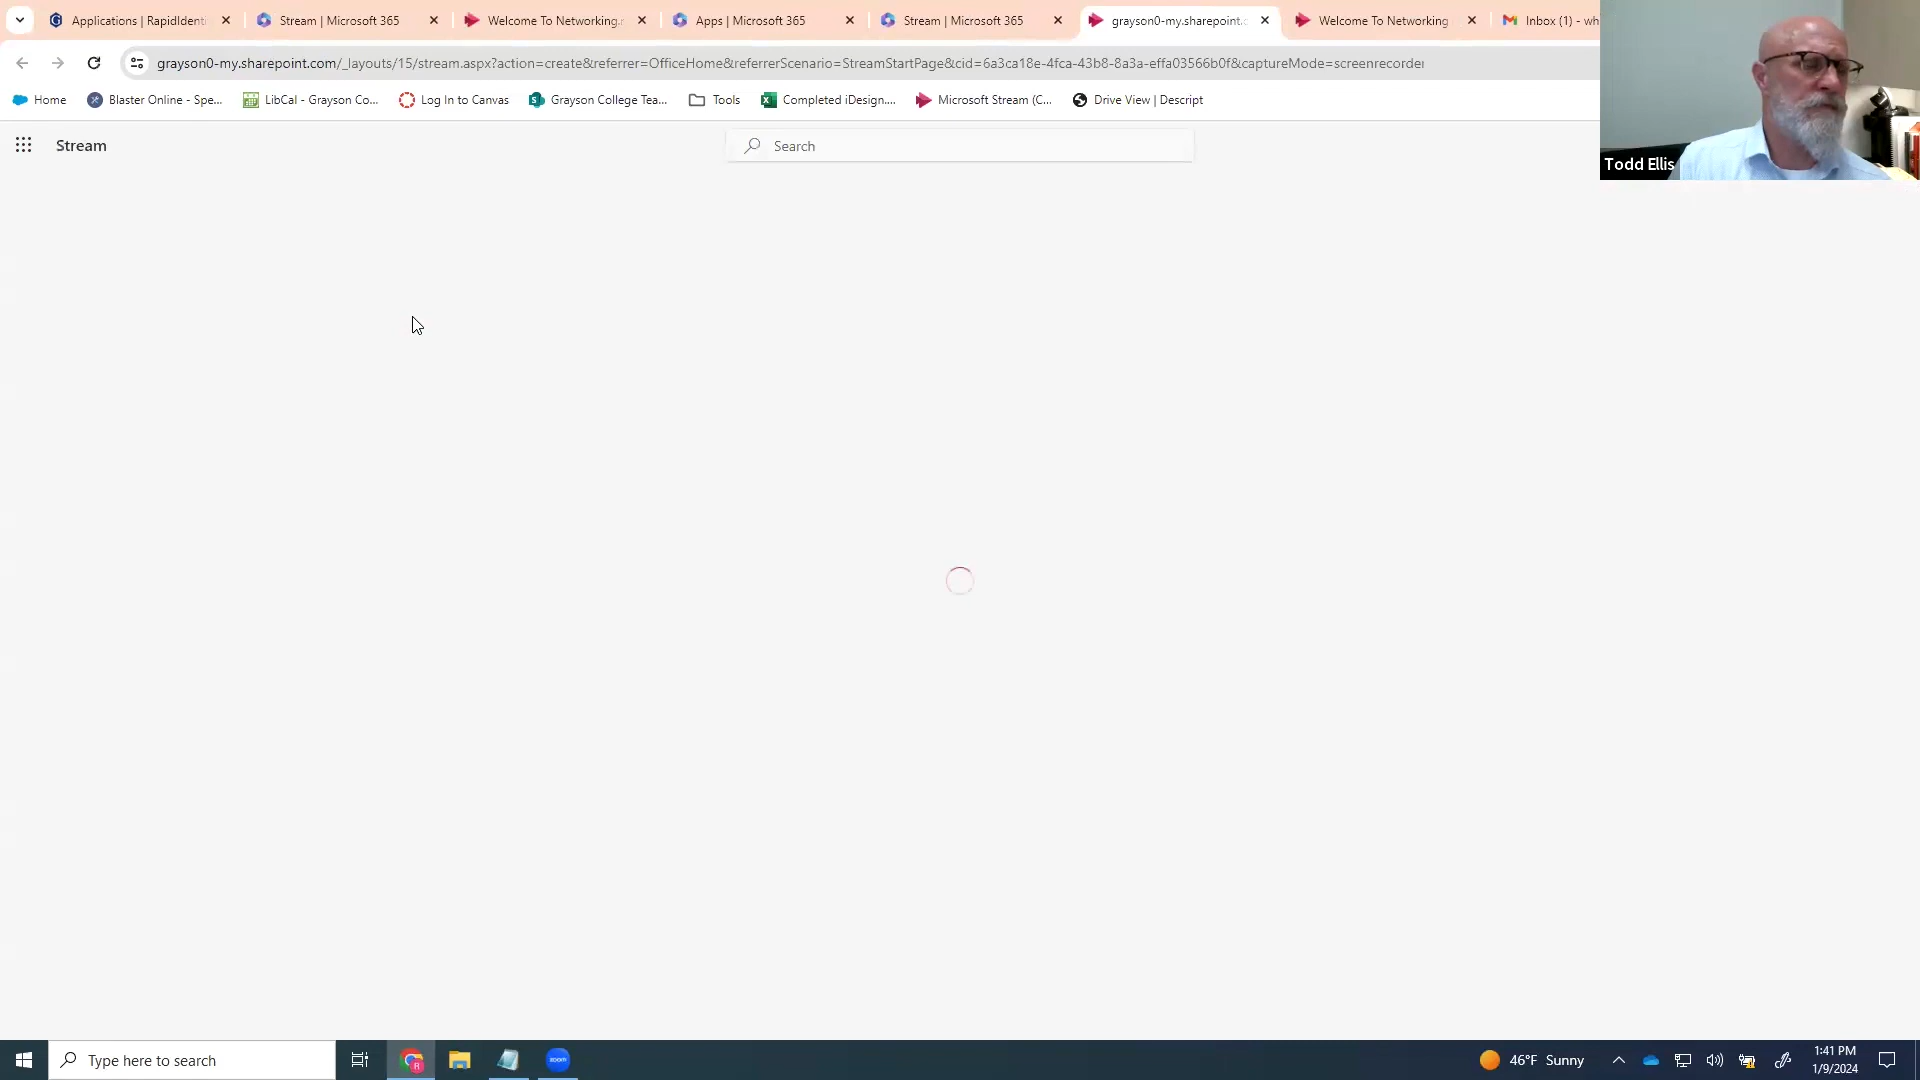 Applications | RapidIdenti
Stream | Microsoft 365
Welcome To Networking.
Apps | Microsoft 365
Stream | Microsoft 365
grayson0-my.sharepoint.c
Welcome To Networking
Inbox (1) - wh
grayson0-my.sharepoint.com/_layouts/15/stream.aspx?action=create&referrer=OfficeHome&referrerScenario=StreamStartPage&cid=6a3ca18e-4fca-43b8-8a3a-effa03566b0f&captureMode=screenrecorder
Home
Blaster Online - Spe...
LibCal - Grayson Co...
Log In to Canvas
Grayson College Tea...
Tools
Completed iDesign....
Microsoft Stream (C...
Drive View | Descript
Todd Ellis
Stream
Search
Type here to search
zoom
46°F Sunny
1:41 PM
1/9/2024